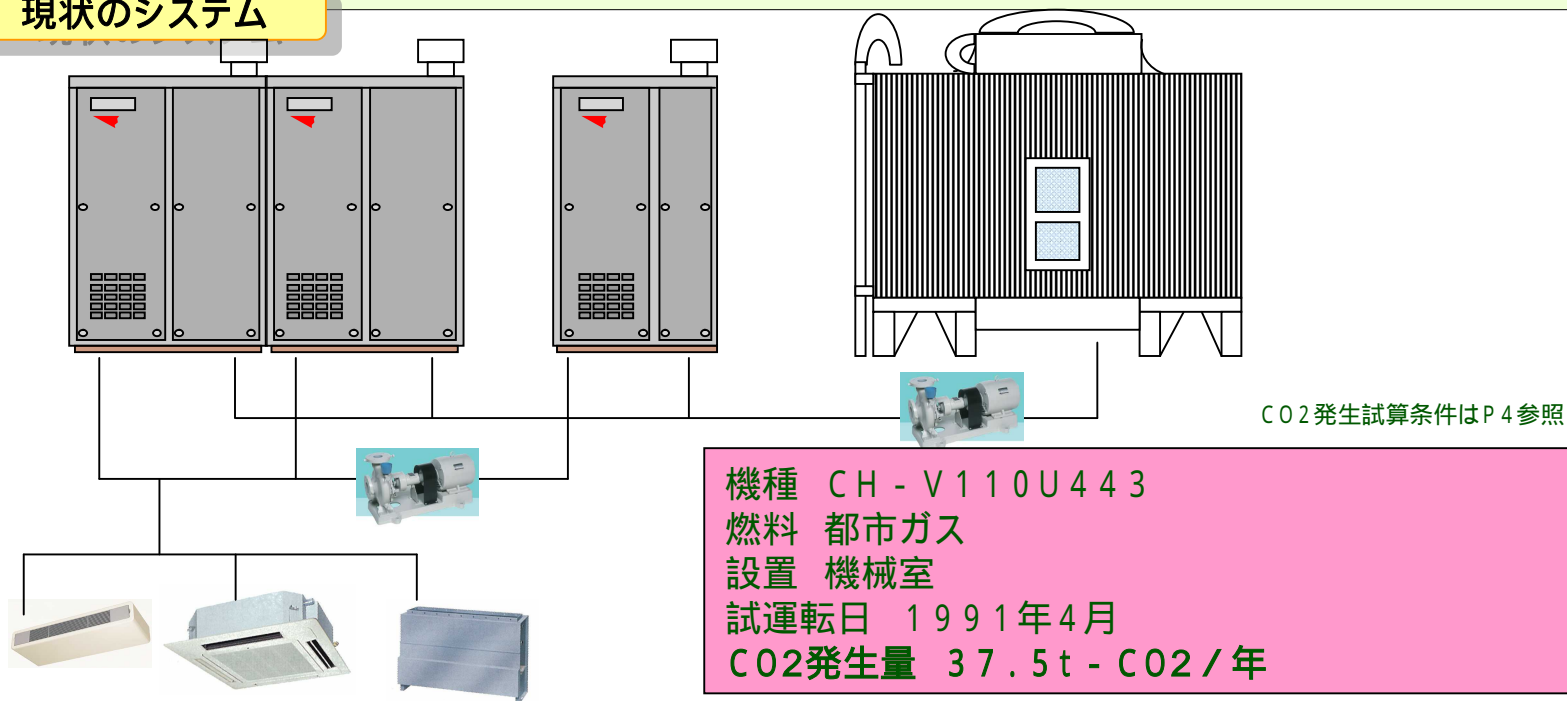 現状のシステム
CO2発生試算条件はP4参照
機種 CH-V110U443
燃料 都市ガス
設置 機械室
試運転日 1991年4月
CO2発生量 37.5t-CO2/年